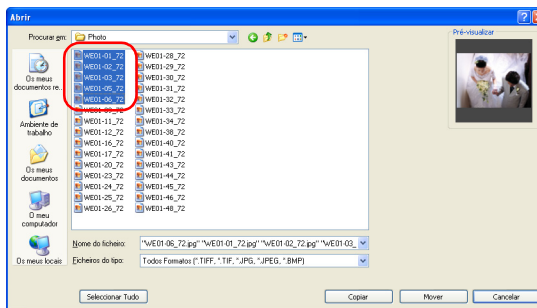 Abrir
Procurar em:
Photo
Pré-visualizar
Os meus
documentos re...
Ambiente de
trabalho
Os meus
documentos
O meu
computador
Os meus locais
WE01-01_72
WE01-02_72
WE01-03_72
WE01-05_72
WE01-06_72
WE01-09_72
WE01-11_72
WE01-12_72
WE01-16_72
WE01-17_72
WE01-20_72
WE01-23_72
WE01-24_72
WE01-25_72
WE01-26_72
WE01-28_72
WE01-29_72
WE01-30_72
WE01-31_72
WE01-32_72
WE01-33_72
WE01-34_72
WE01-38_72
WE01-40_72
WE01-41_72
WE01-42_72
WE01-44_72
WE01-45_72
WE01-46_72
WE01-48_72
Nome do ficheiro:
"WE01-06_72.jpg" "WE01-01_72.jpg" "WE01-02_72.jpg" "WE01-03_
Ficheiros do tipo:
Todos Formatos (*.TIFF, *.TIF, *.JPG, *.JPEG, *.BMP)
Seleccionar Tudo
Copiar
Mover
Cancelar